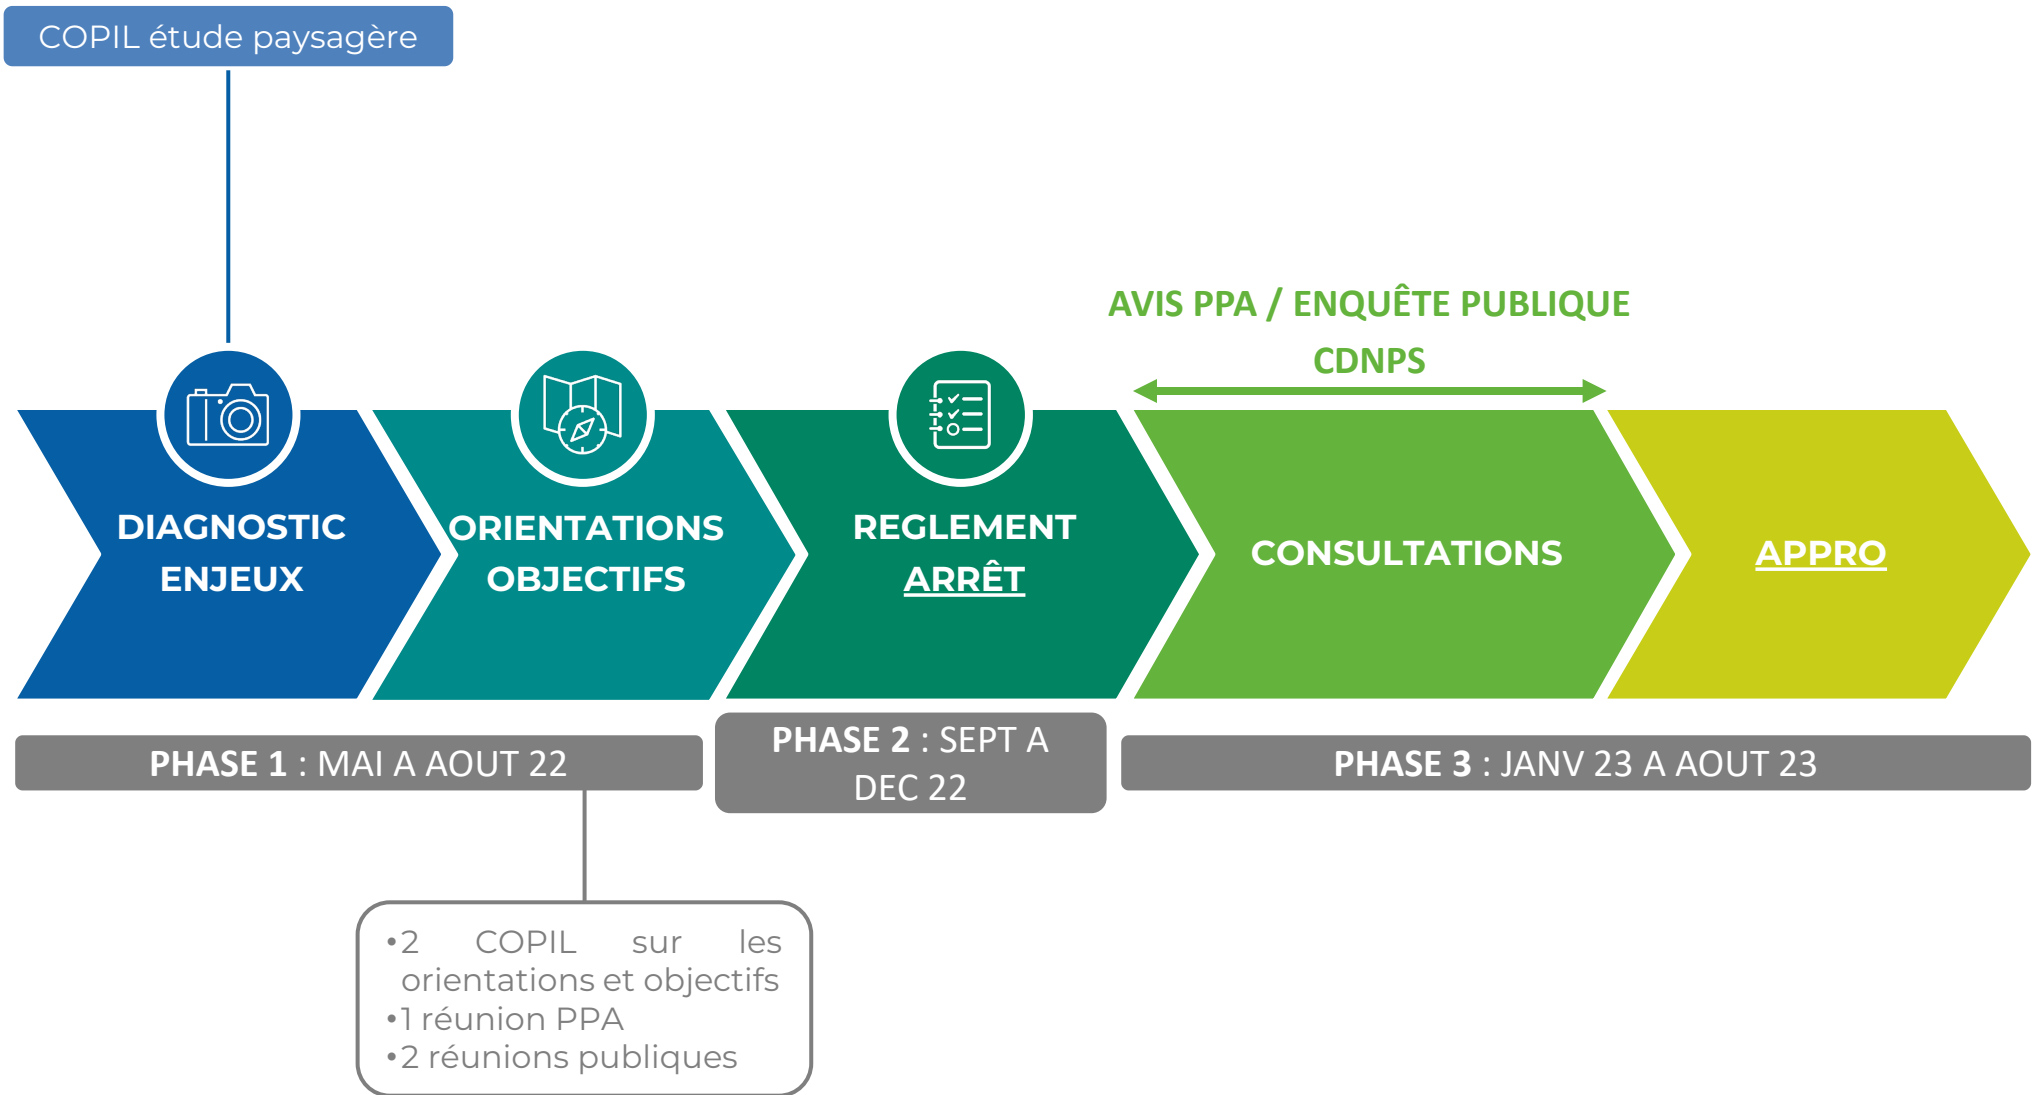 COPIL étude paysagère
AVIS PPA / ENQUÊTE PUBLIQUE
CDNPS
DIAGNOSTIC
ENJEUX
ORIENTATIONS
OBJECTIFS
REGLEMENT
ARRÊT
CONSULTATIONS
APPRO
PHASE 1 : MAI A AOUT 22
PHASE 2 : SEPT A
DEC 22
PHASE 3 : JANV 23 A AOUT 23
•2 COPIL sur les
orientations et objectifs
•1 réunion PPA
•2 réunions publiques